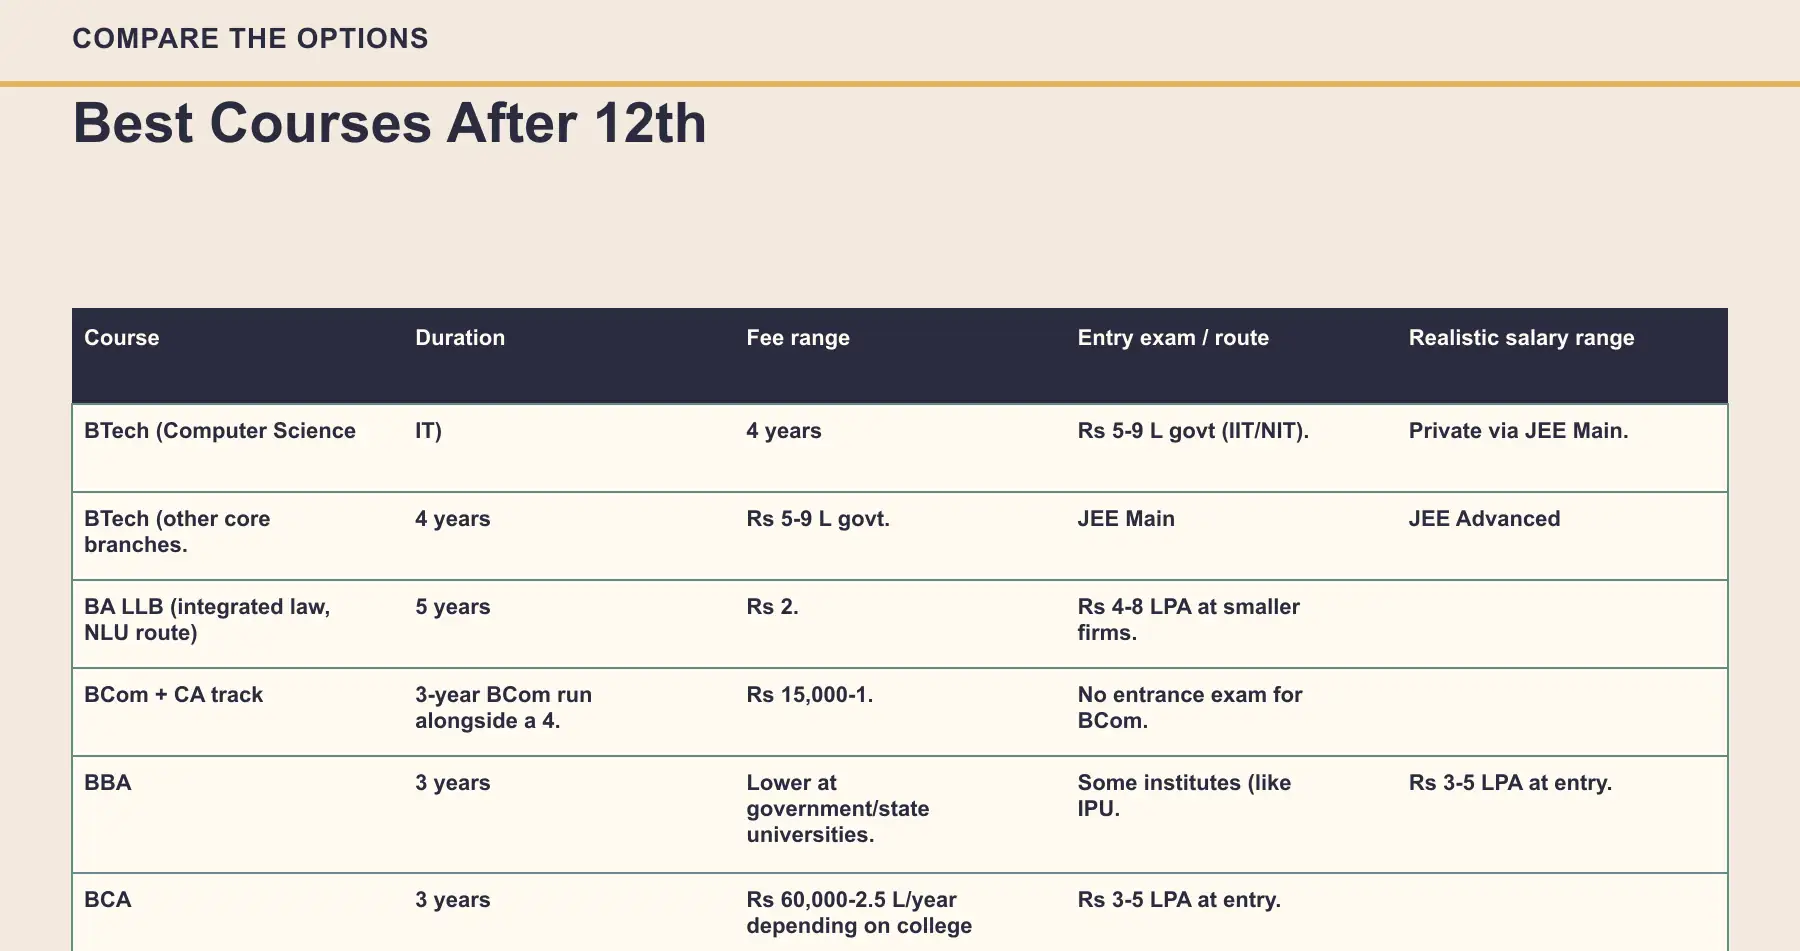 COMPARE THE OPTIONS
Best Courses After 12th
Course Duration Fee range Entry exam / route Realistic salary range
BTech (Computer Science IT) 4 years Rs 5-9 L govt (IIT/NIT). Private via JEE Main.
BTech (other core 4 years Rs 5-9 L govt. JEE Main JEE Advanced
branches.
BA LLB (integrated law, 5 years Rs 2. Rs 4-8 LPA at smaller
NLU route) firms.
BCom + CA track 3-year BCom run Rs 15,000-1. No entrance exam for
alongside a 4. BCom.
BBA 3 years Lower at Some institutes (like Rs 3-5 LPA at entry.
government/state IPU.
universities.
BCA 3 years Rs 60,000-2.5 L/year Rs 3-5 LPA at entry.
depending on college